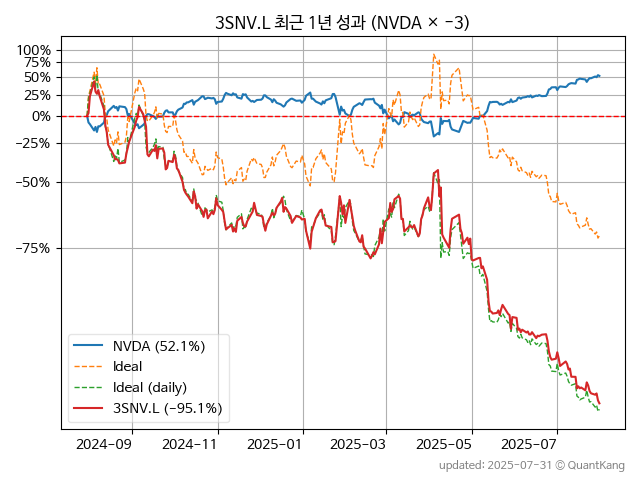 3SNV.L 최근 1년 성과 (NVDA × −3)
100%
75%
50%
25%
0%
−25%
−50%
−75%
NVDA (52.1%)
Ideal
Ideal (daily)
3SNV.L (−95.1%)
2024−09
2024−11
2025−01
2025−03
2025−05
2025−07
updated: 2025−07−31 © QuantKang